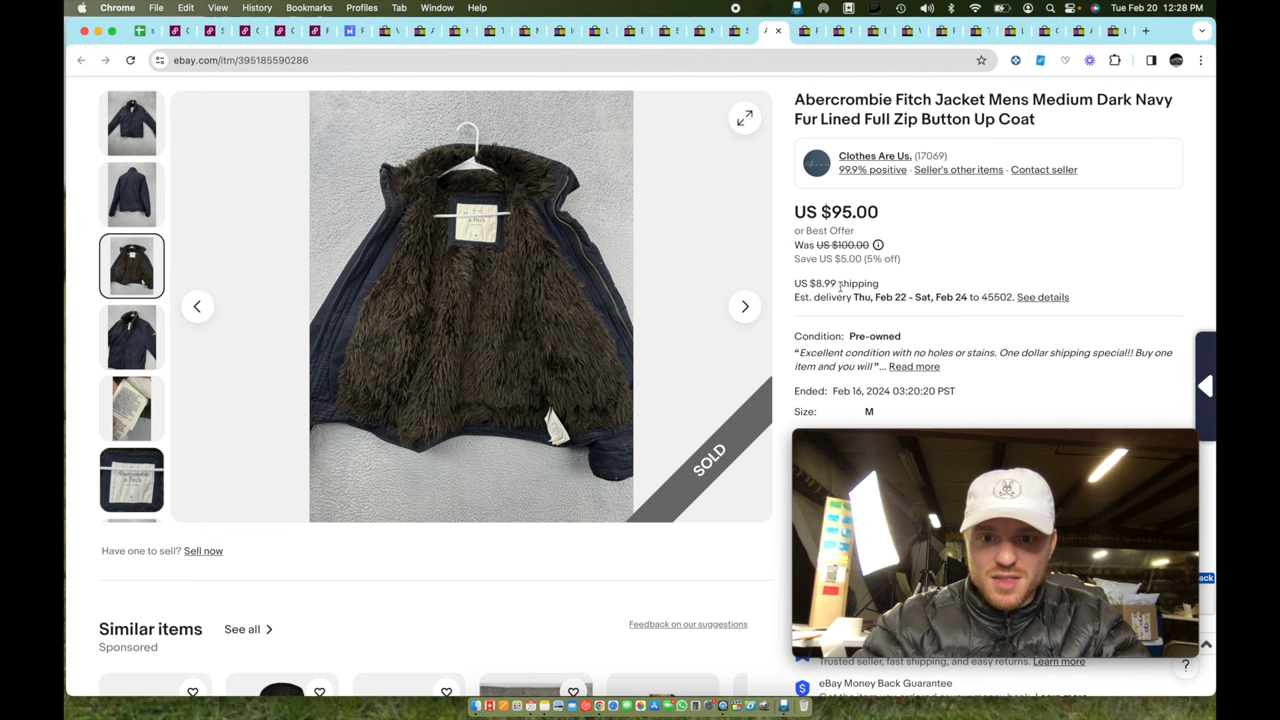 Chrome File Edit View History Bookmarks Profiles Tab Window Help
Tue Feb 20 12:28 PM
ebay.com/itm/395185590286
Abercrombie Fitch Jacket Mens Medium Dark Navy
Fur Lined Full Zip Button Up Coat
Clothes Are Us. (17069)
99.9% positive · Seller's other items · Contact seller
US $95.00
or Best Offer
Was US $100.00
Save US $5.00 (5% off)
US $8.99 shipping
Est. delivery Thu, Feb 22 - Sat, Feb 24 to 45502. See details
Condition: Pre-owned
“Excellent condition with no holes or stains. One dollar shipping special!! Buy one
item and you will”... Read more
Ended: Feb 16, 2024 03:20:20 PST
Size: M
SOLD
Have one to sell? Sell now
Similar items See all
Feedback on our suggestions
Sponsored
Trusted seller, fast shipping, and easy returns. Learn more
eBay Money Back Guarantee